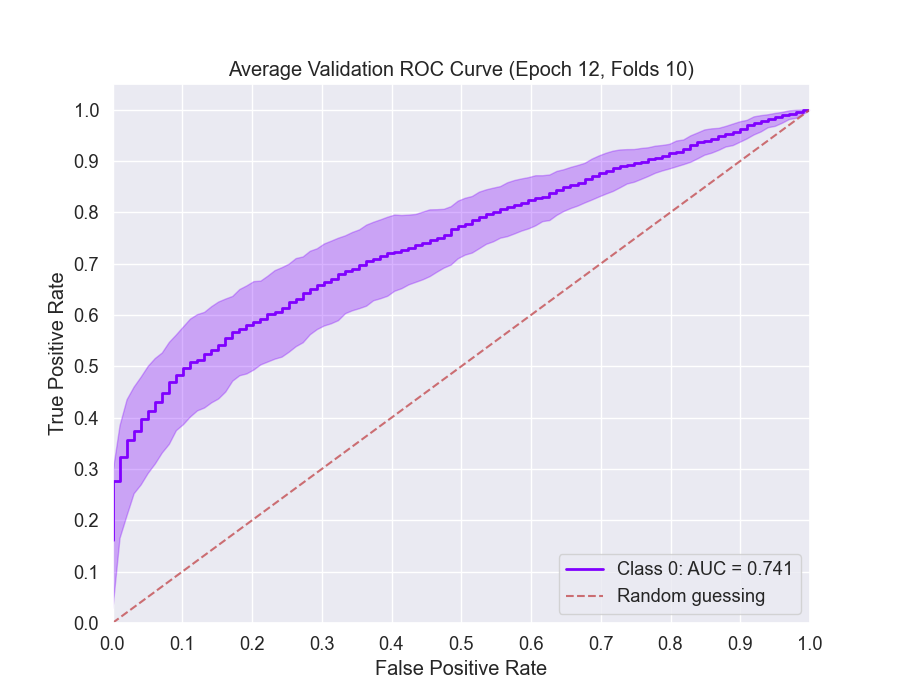 Average Validation ROC Curve (Epoch 12, Folds 10)
True Positive Rate
1.0
0.9
0.8
0.7
0.6
0.5
0.4
0.3
0.2
0.1
0.0
Class 0: AUC = 0.741
Random guessing
0.0 0.1 0.2 0.3 0.4 0.5 0.6 0.7 0.8 0.9 1.0
False Positive Rate